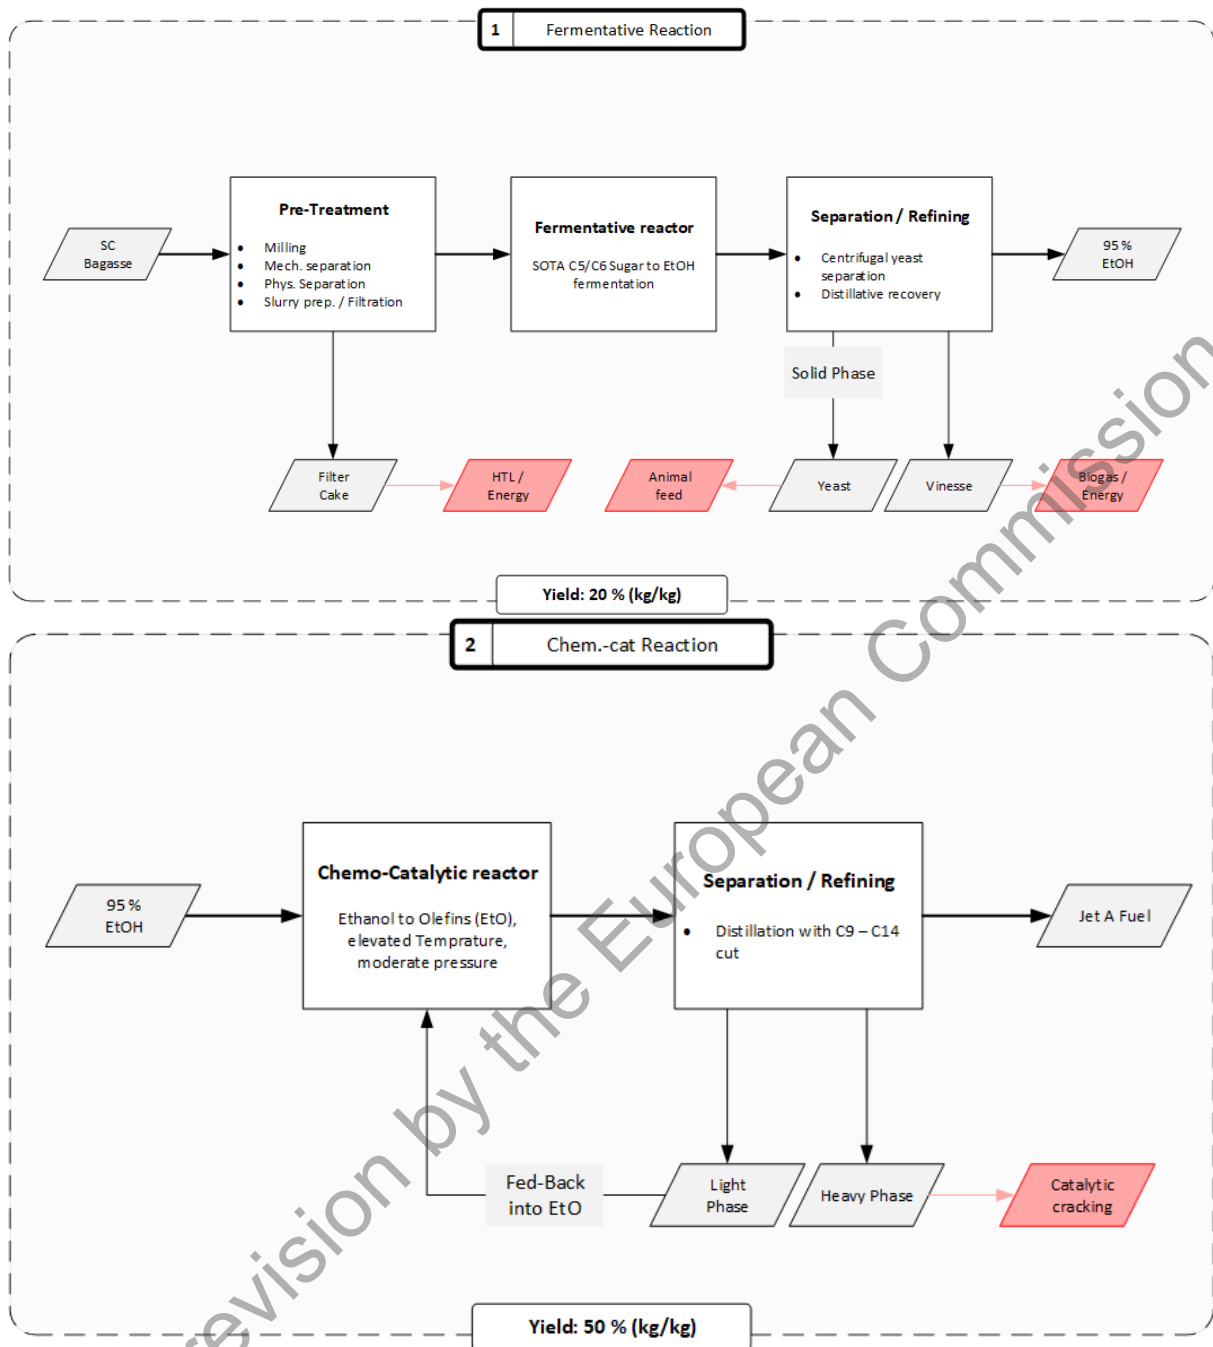 1 Fermentative Reaction
Pre-Treatment
• Milling
• Mech. separation
• Phys. Separation
• Slurry prep. / Filtration
Fermentative reactor
SOTA C5/C6 Sugar to EtOH
fermentation
Separation / Refining
• Centrifugal yeast
separation
• Distillative recovery
SC
Bagasse
95 %
EtOH
Solid Phase
Filter
Cake
HTL /
Energy
Animal
feed
Yeast
Vinesse
Biogas /
Energy
Yield: 20 % (kg/kg)
2 Chem.-cat Reaction
Chemo-Catalytic reactor
Ethanol to Olefins (EtO),
elevated Temprature,
moderate pressure
Separation / Refining
• Distillation with C9 – C14
cut
95 %
EtOH
Jet A Fuel
Fed-Back
into EtO
Light
Phase
Heavy Phase
Catalytic
cracking
Yield: 50 % (kg/kg)
revision by the European Commission